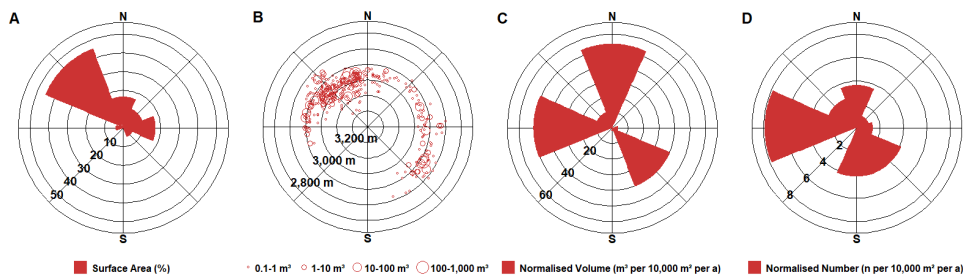 A
N
10
20
30
40
50
S
Surface Area (%)
B
N
3,200 m
3,000 m
2,800 m
S
0.1-1 m³
1-10 m³
10-100 m³
100-1,000 m³
C
N
20
40
60
S
Normalised Volume (m³ per 10,000 m² per a)
D
N
2
4
6
8
S
Normalised Number (n per 10,000 m² per a)